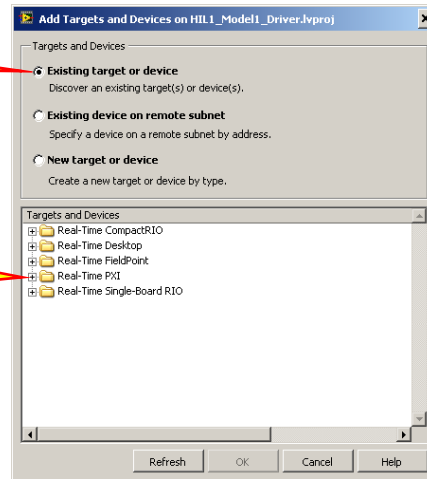 Add Targets and Devices on HIL1_Model1_Driver.lvproj
Targets and Devices
Existing target or device
Discover an existing target(s) or device(s).
Existing device on remote subnet
Specify a device on a remote subnet by address.
New target or device
Create a new target or device by type.
Targets and Devices
Real-Time CompactRIO
Real-Time Desktop
Real-Time FieldPoint
Real-Time PXI
Real-Time Single-Board RIO
Refresh OK Cancel Help